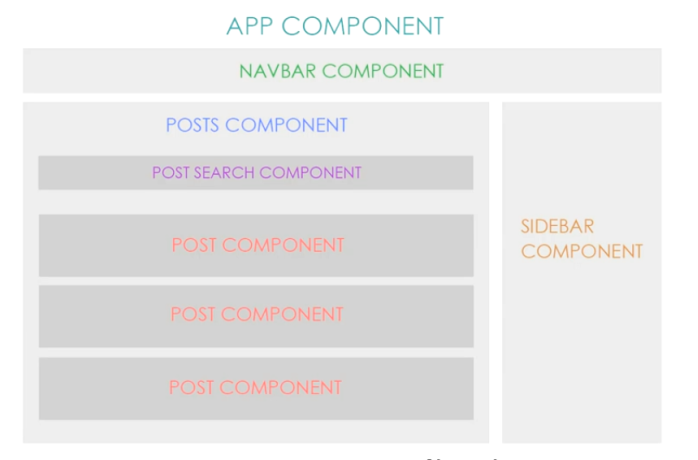 APP COMPONENT
NAVBAR COMPONENT
POSTS COMPONENT
POST SEARCH COMPONENT
POST COMPONENT
POST COMPONENT
POST COMPONENT
SIDEBAR
COMPONENT